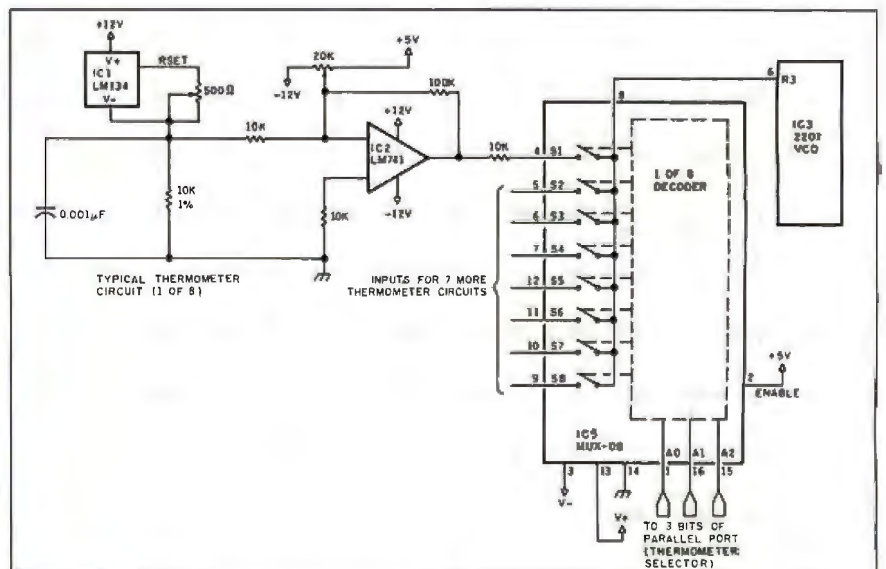 +12V
V+
IC1
LM134
V-
RSET
500Ω
20K
+5V
-12V
100K
+12V
10K
IC2
LM741
-12V
10K
10K
10K
1%
0.001μF
TYPICAL THERMOMETER
CIRCUIT (1 OF 8)
INPUTS FOR 7 MORE
THERMOMETER CIRCUITS
4 S1
5 S2
6 S3
7 S4
12 S5
11 S6
10 S7
9 S8
8
1 OF 8
DECODER
6 R3
IC3
2207
VCO
+5V
2
ENABLE
IC5
MUX-08
A0 A1 A2
3 13 14 1 16 15
V-
V+
TO 3 BITS OF
PARALLEL PORT
(THERMOMETER
SELECTOR)